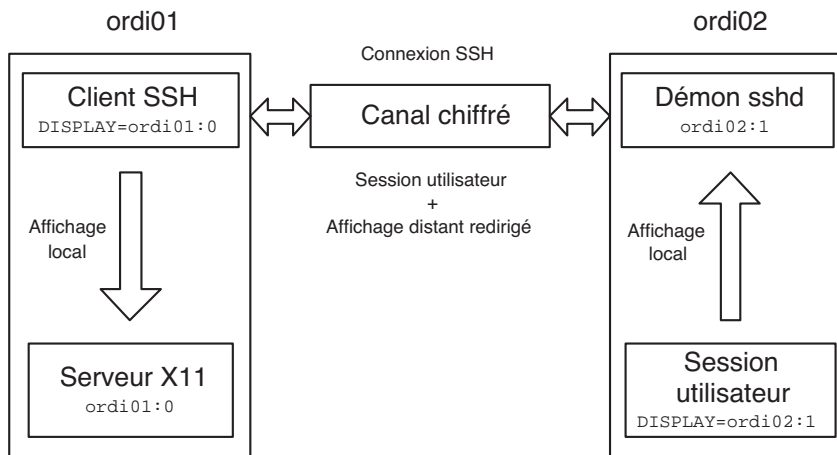 ordi01
ordi02
Connexion SSH
Client SSH
DISPLAY=ordi01:0
Canal chiffré
Démon sshd
ordi02:1
Session utilisateur
+
Affichage distant redirigé
Affichage
local
Affichage
local
Serveur X11
ordi01:0
Session
utilisateur
DISPLAY=ordi02:1